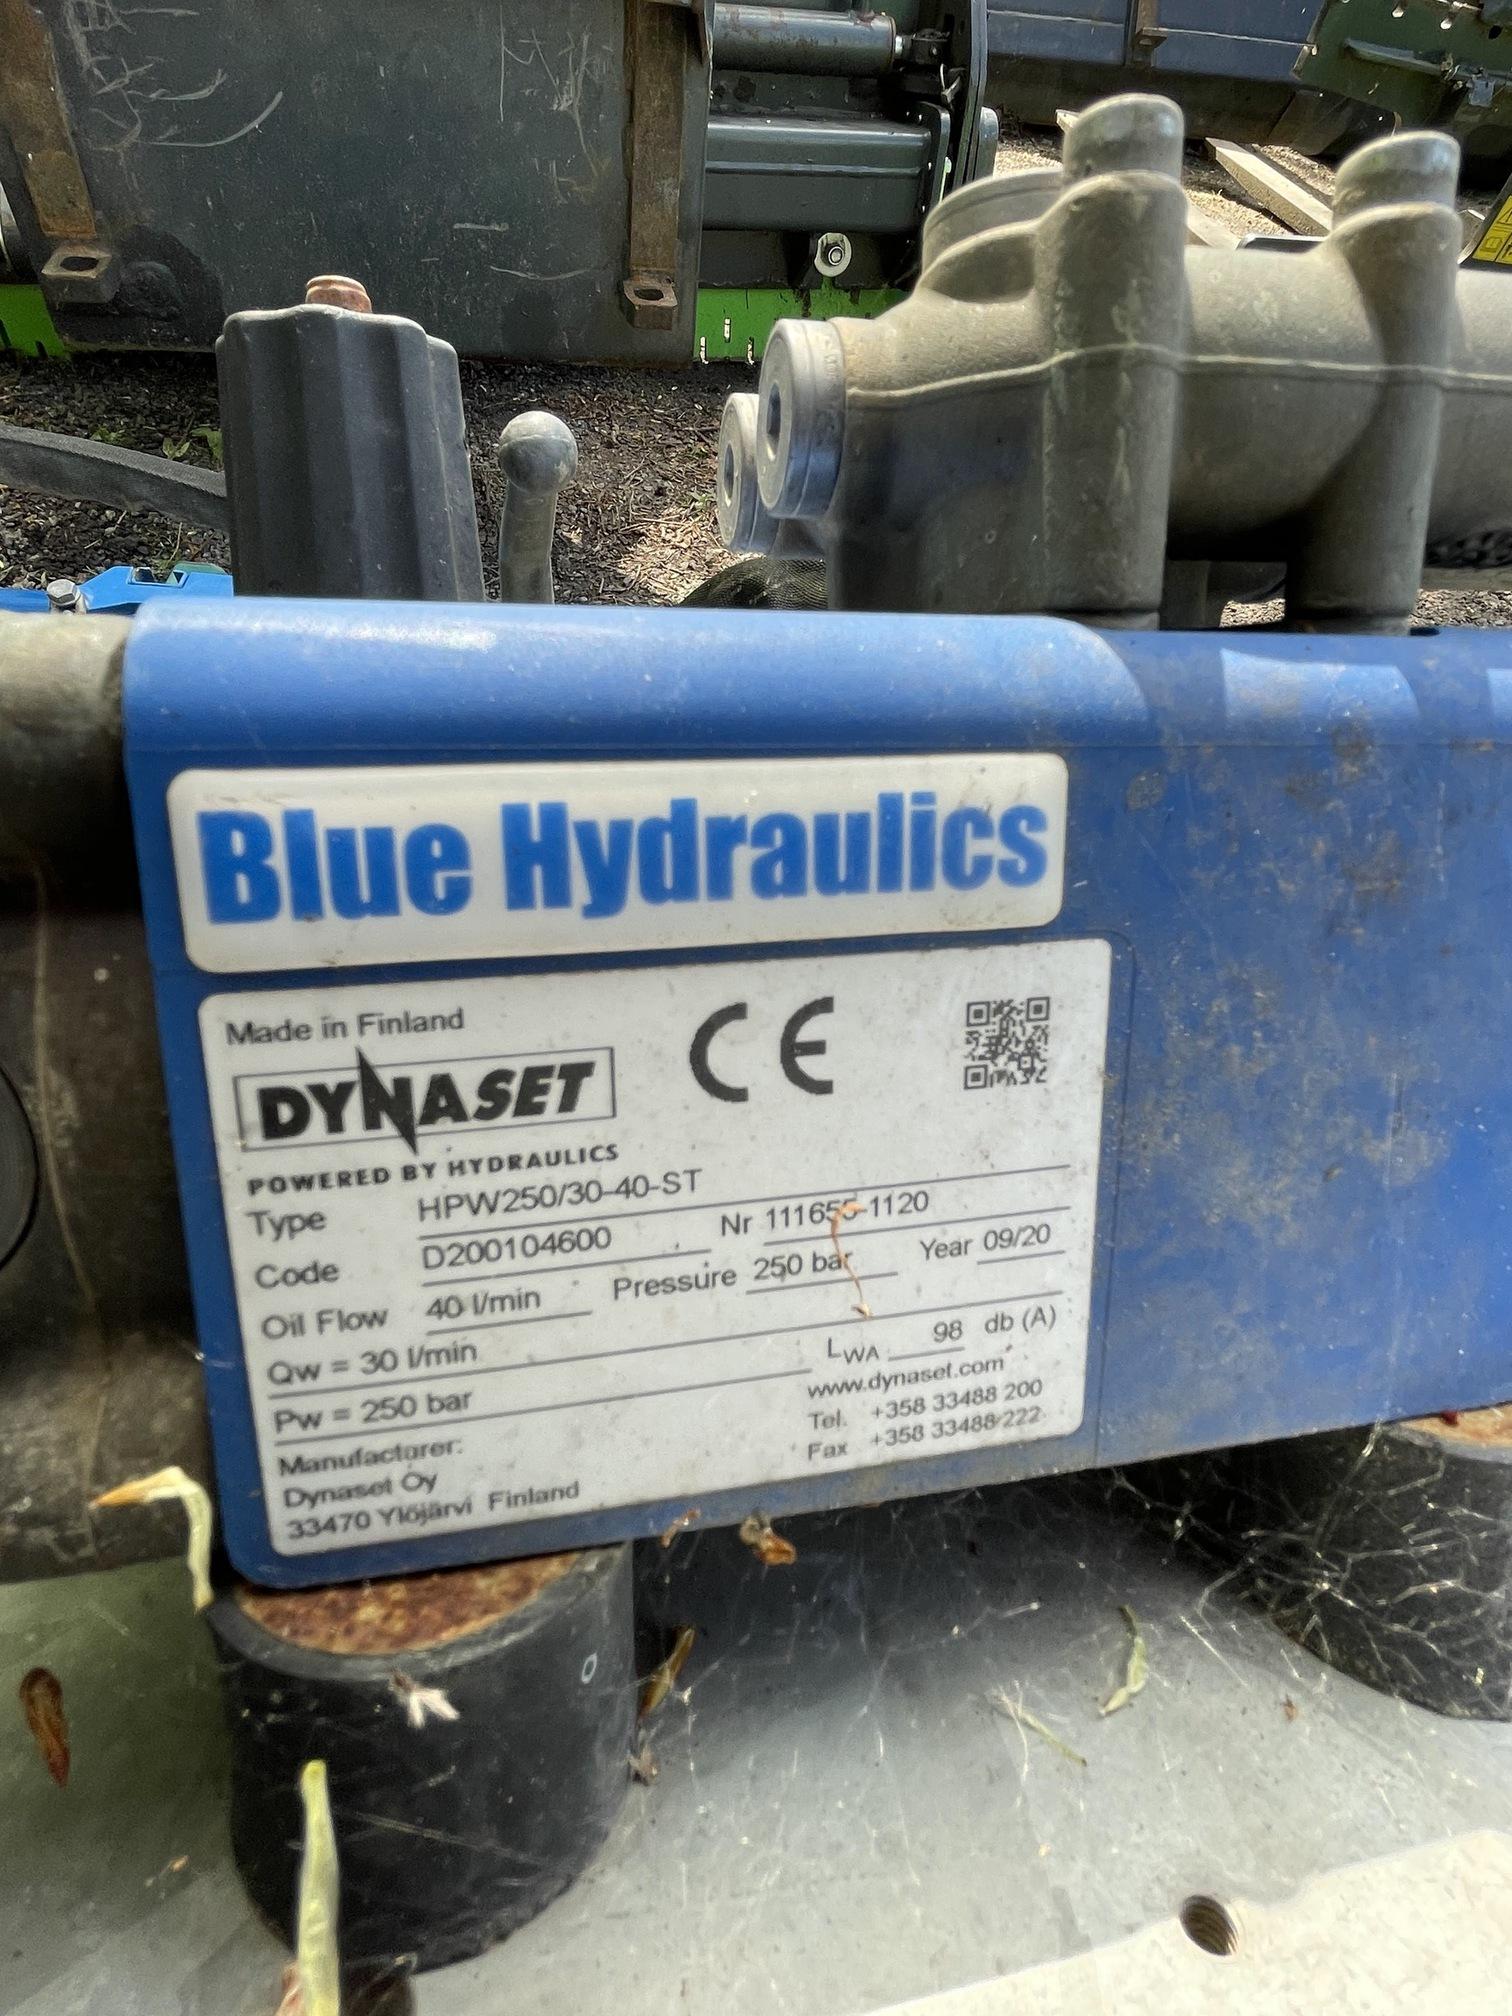 Blue Hydraulics
Made in Finland
CE
DYNASET
POWERED BY HYDRAULICS
Type HPW250/30-40-ST
Code D200104600 Nr 111655-1120
Oil Flow 40 l/min Pressure 250 bar Year 09/20
Qw = 30 l/min
Pw = 250 bar LWA 98 db (A)
Manufacturer:
Dynaset Oy
33470 Ylöjärvi Finland
www.dynaset.com
Tel. +358 33488 200
Fax +358 33488 222